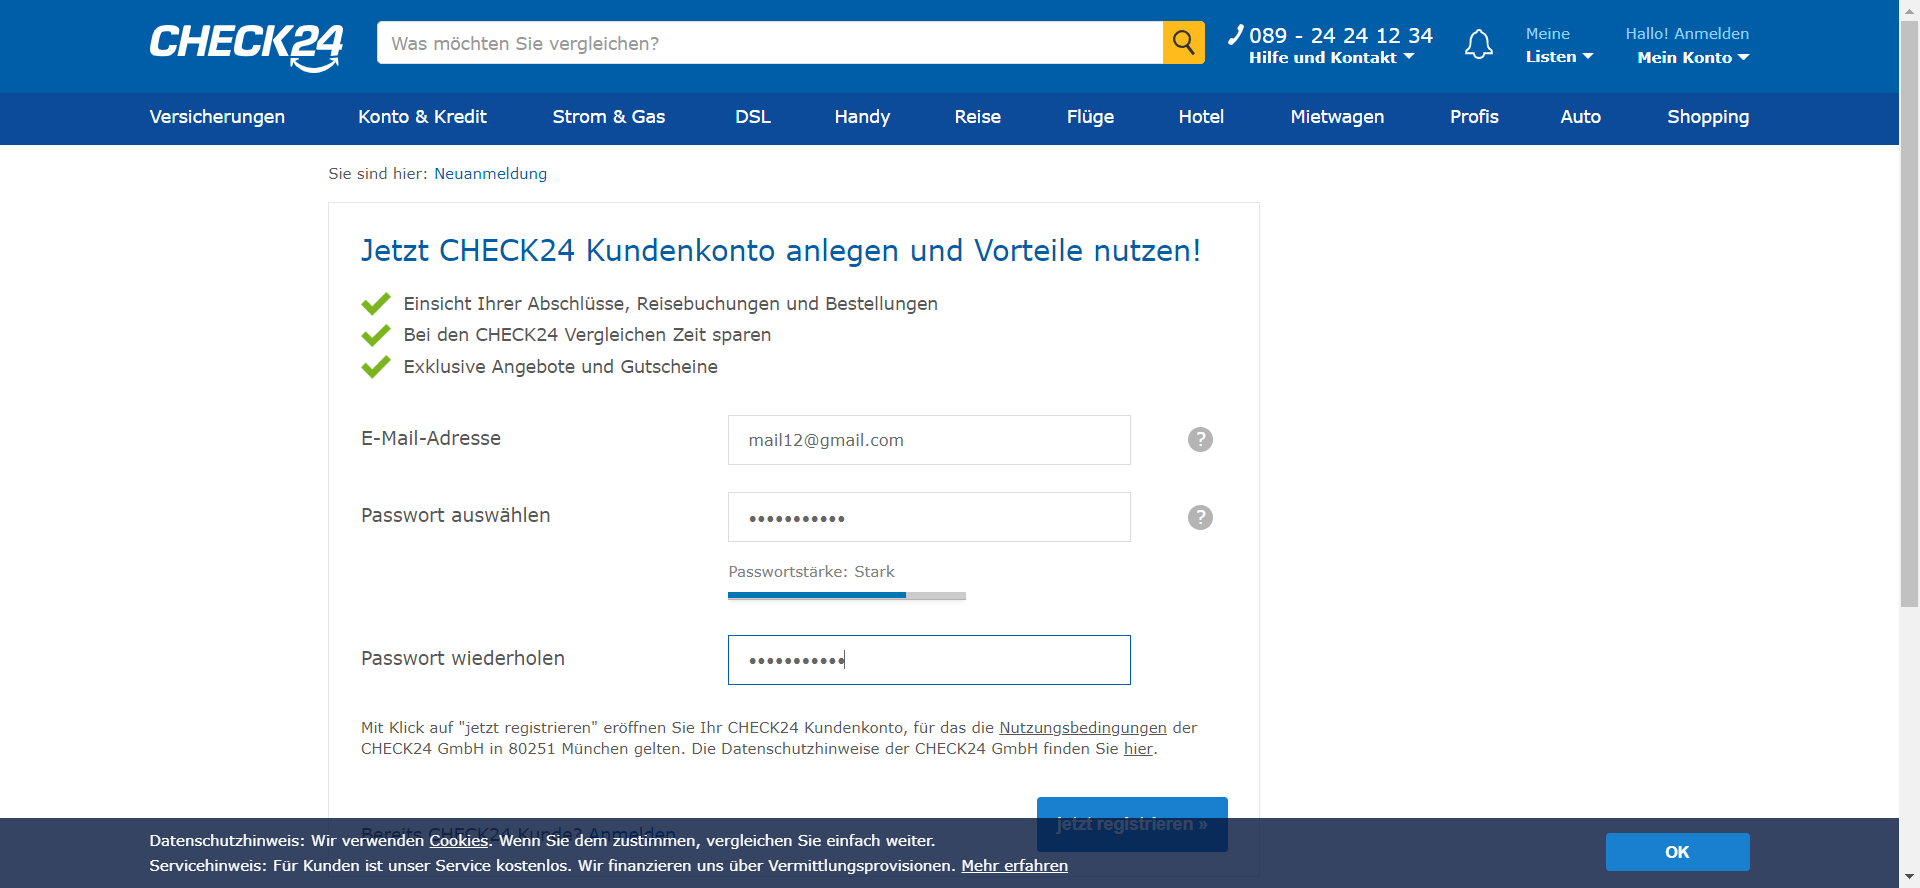 CHECK24
Was möchten Sie vergleichen?
089 - 24 24 12 34
Hilfe und Kontakt
Meine
Listen
Hallo! Anmelden
Mein Konto
Versicherungen Konto & Kredit Strom & Gas DSL Handy Reise Flüge Hotel Mietwagen Profis Auto Shopping
Sie sind hier: Neuanmeldung
Jetzt CHECK24 Kundenkonto anlegen und Vorteile nutzen!
Einsicht Ihrer Abschlüsse, Reisebuchungen und Bestellungen
Bei den CHECK24 Vergleichen Zeit sparen
Exklusive Angebote und Gutscheine
E-Mail-Adresse
mail12@gmail.com
?
Passwort auswählen
•••••••••••
?
Passwortstärke: Stark
Passwort wiederholen
•••••••••••
Mit Klick auf "jetzt registrieren" eröffnen Sie Ihr CHECK24 Kundenkonto, für das die Nutzungsbedingungen der
CHECK24 GmbH in 80251 München gelten. Die Datenschutzhinweise der CHECK24 GmbH finden Sie hier.
Bereits CHECK24 Kunde? Anmelden
jetzt registrieren »
Datenschutzhinweis: Wir verwenden Cookies. Wenn Sie dem zustimmen, vergleichen Sie einfach weiter.
Servicehinweis: Für Kunden ist unser Service kostenlos. Wir finanzieren uns über Vermittlungsprovisionen. Mehr erfahren
OK